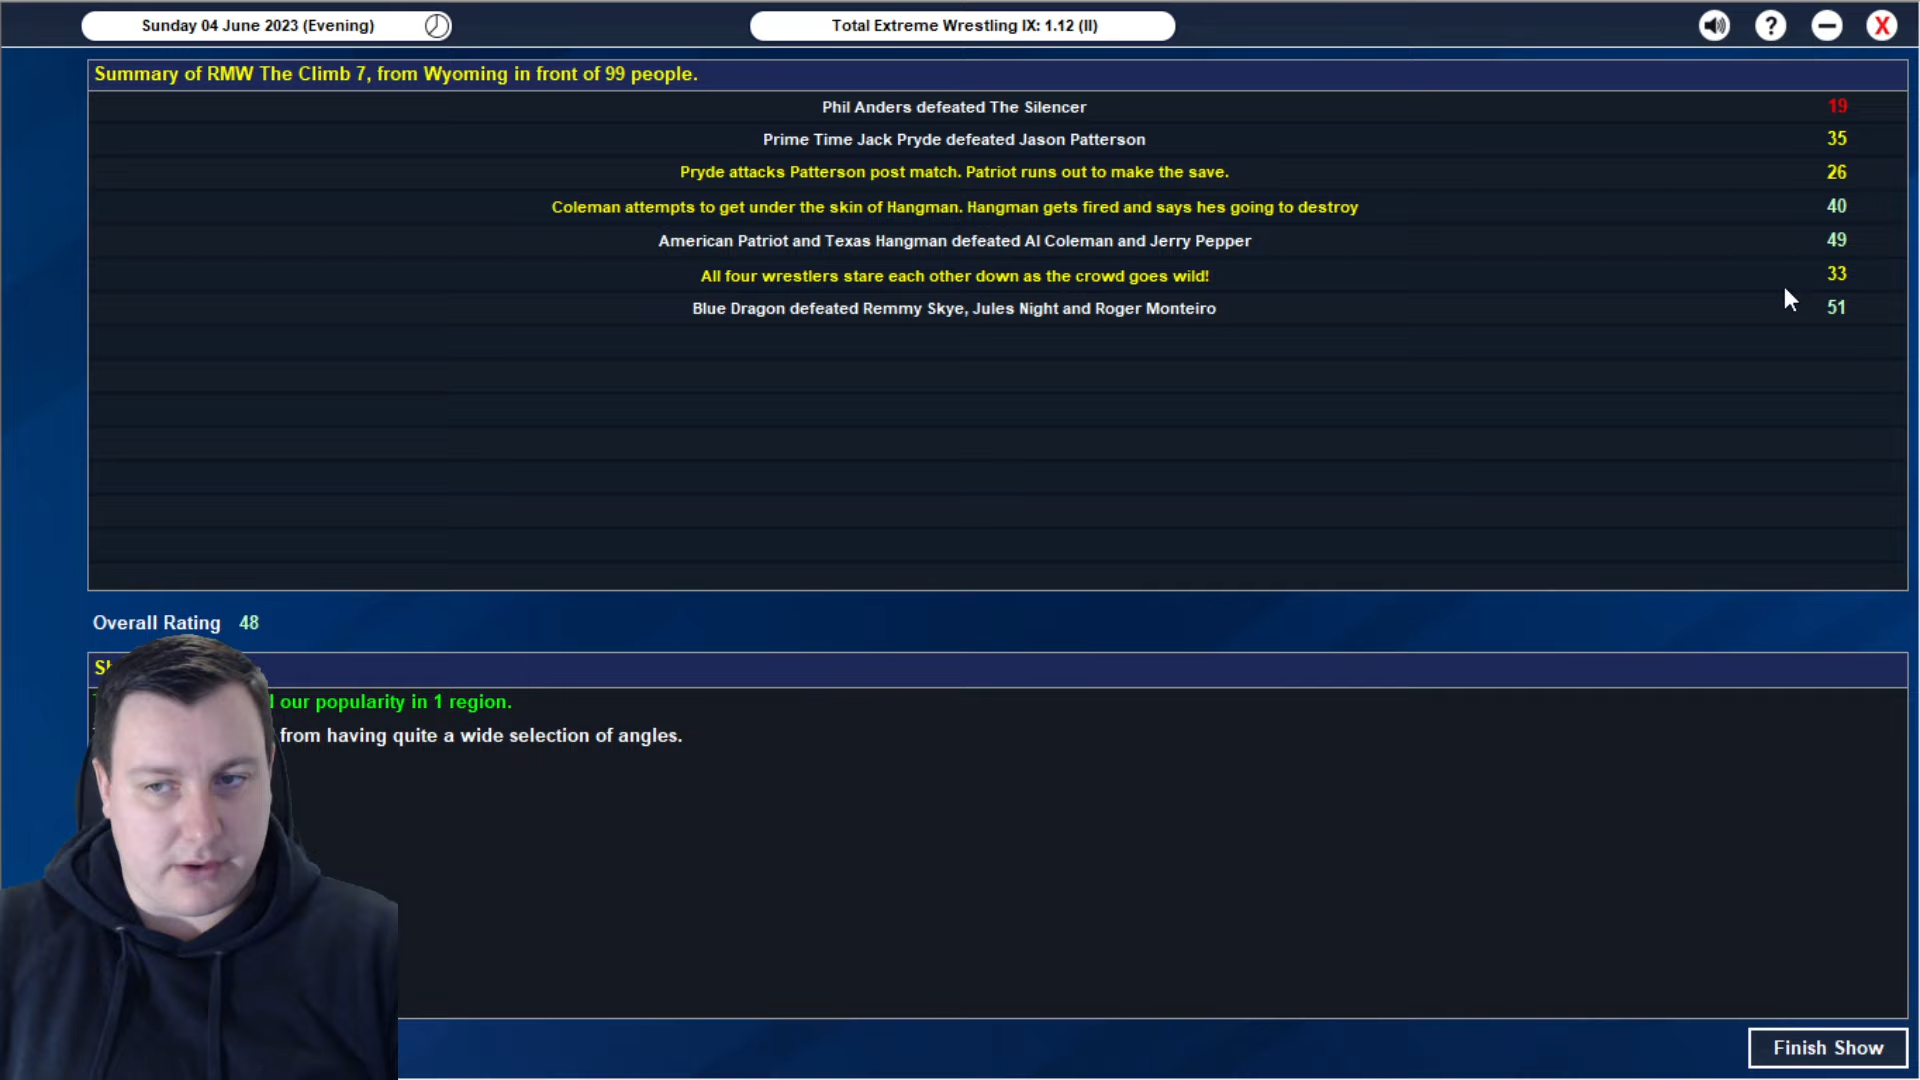 Sunday 04 June 2023 (Evening)
Total Extreme Wrestling IX: 1.12 (II)
?
X
Summary of RMW The Climb 7, from Wyoming in front of 99 people.
Phil Anders defeated The Silencer 19
Prime Time Jack Pryde defeated Jason Patterson 35
Pryde attacks Patterson post match. Patriot runs out to make the save. 26
Coleman attempts to get under the skin of Hangman. Hangman gets fired and says hes going to destroy 40
American Patriot and Texas Hangman defeated Al Coleman and Jerry Pepper 49
All four wrestlers stare each other down as the crowd goes wild! 33
Blue Dragon defeated Remmy Skye, Jules Night and Roger Monteiro 51
Overall Rating 48
our popularity in 1 region.
from having quite a wide selection of angles.
Finish Show